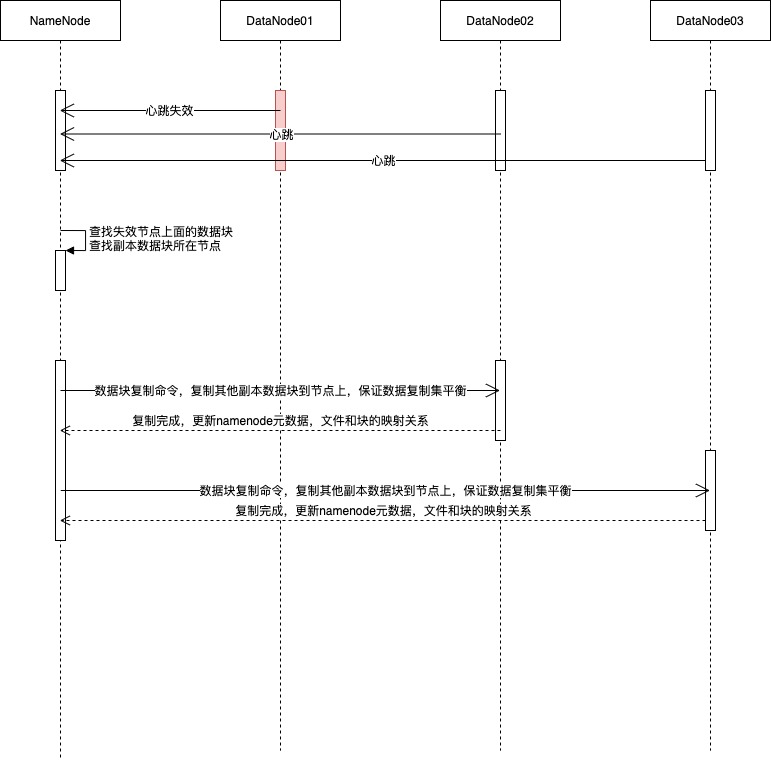 NameNode
DataNode01
DataNode02
DataNode03
心跳失效
心跳
心跳
查找失效节点上面的数据块
查找副本数据块所在节点
数据块复制命令，复制其他副本数据块到节点上，保证数据复制集平衡
复制完成，更新namenode元数据，文件和块的映射关系
数据块复制命令，复制其他副本数据块到节点上，保证数据复制集平衡
复制完成，更新namenode元数据，文件和块的映射关系